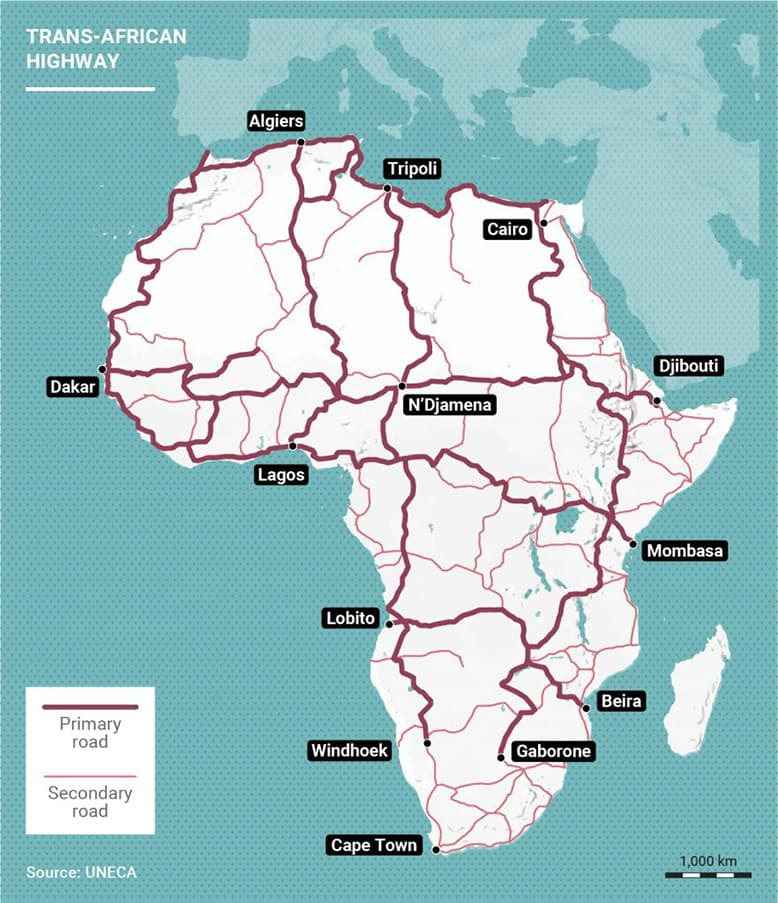 TRANS-AFRICAN
HIGHWAY
Algiers
Tripoli
Cairo
Djibouti
Dakar
N'Djamena
Lagos
Mombasa
Lobito
Beira
Windhoek
Gaborone
Cape Town
Primary
road
Secondary
road
1,000 km
Source: UNECA